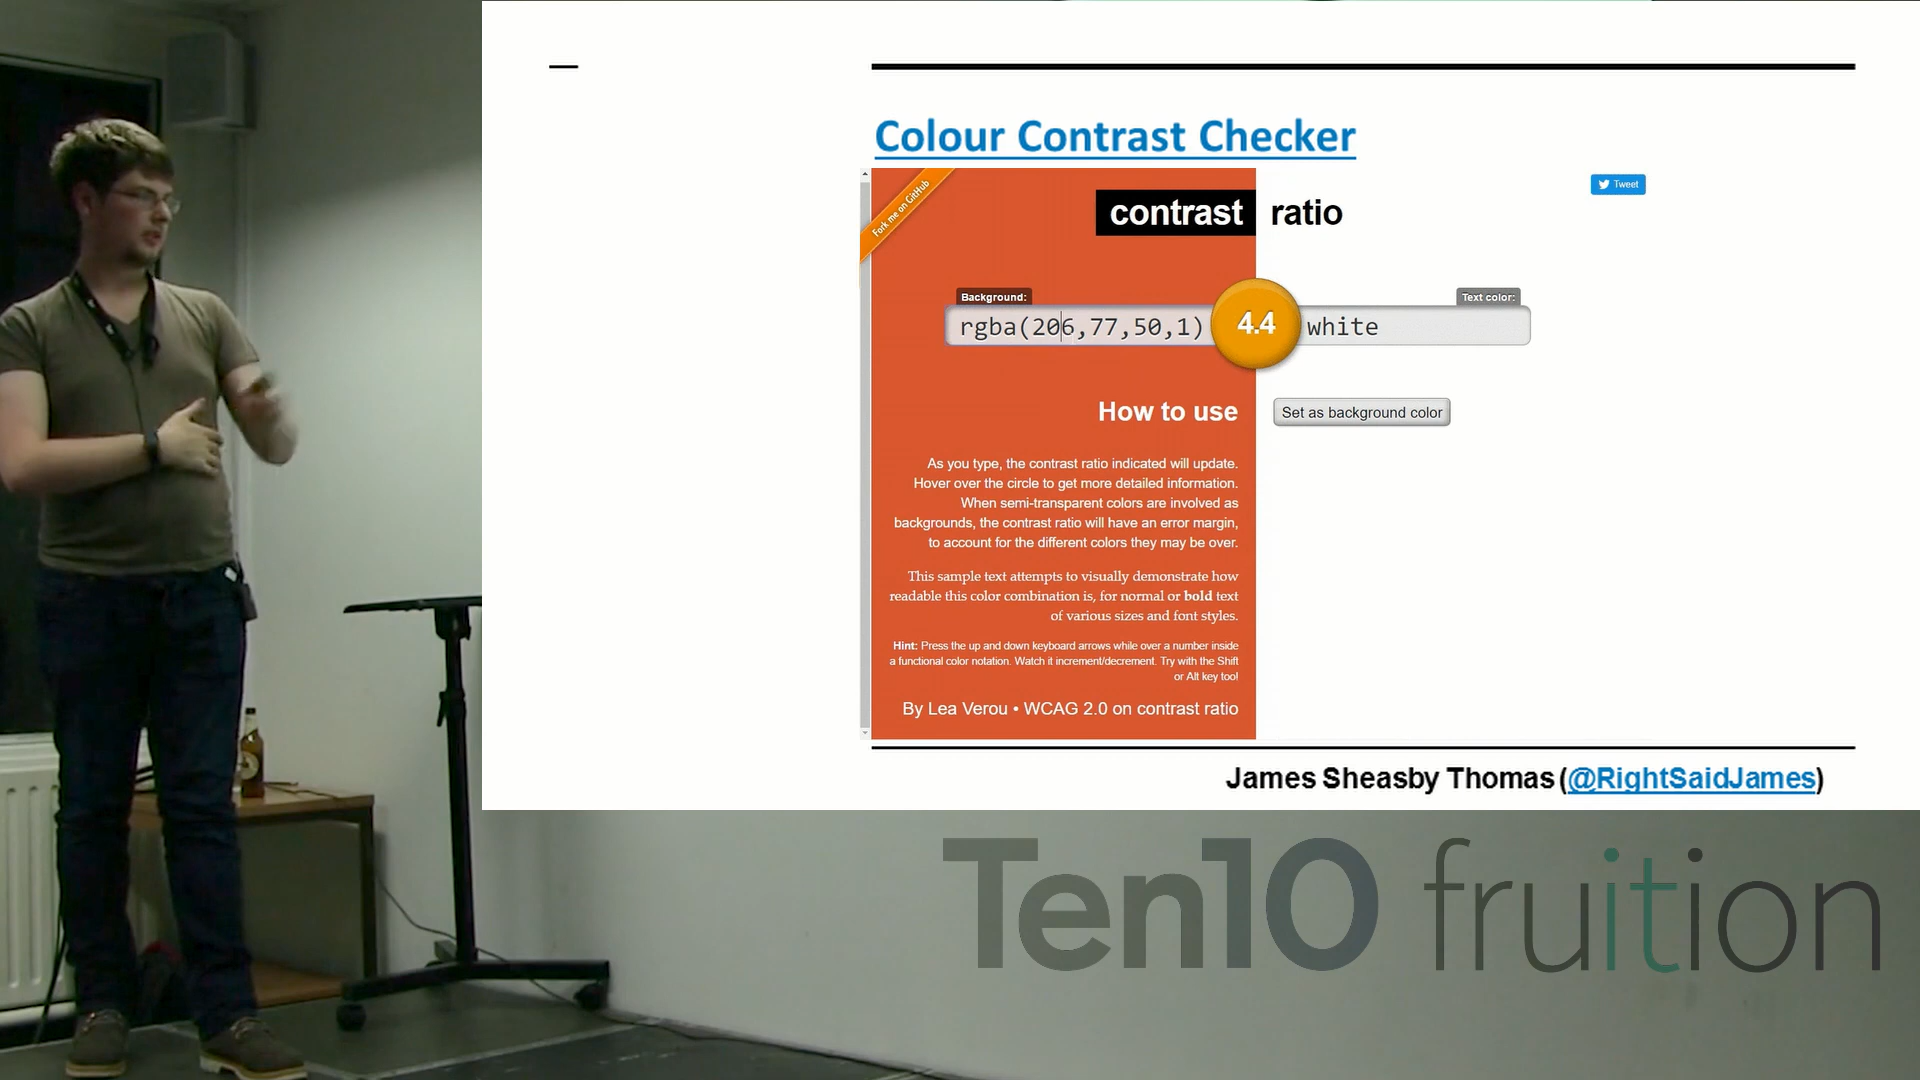 Colour Contrast Checker
Fork me on GitHub
Tweet
contrast ratio
Background:
Text color:
rgba(206,77,50,1)
4.4
white
How to use
Set as background color
As you type, the contrast ratio indicated will update.
Hover over the circle to get more detailed information.
When semi-transparent colors are involved as
backgrounds, the contrast ratio will have an error margin,
to account for the different colors they may be over.
This sample text attempts to visually demonstrate how
readable this color combination is, for normal or bold text
of various sizes and font styles.
Hint: Press the up and down keyboard arrows while over a number inside
a functional color notation. Watch it increment/decrement. Try with the Shift
or Alt key too!
By Lea Verou • WCAG 2.0 on contrast ratio
James Sheasby Thomas (@RightSaidJames)
Ten10 fruition